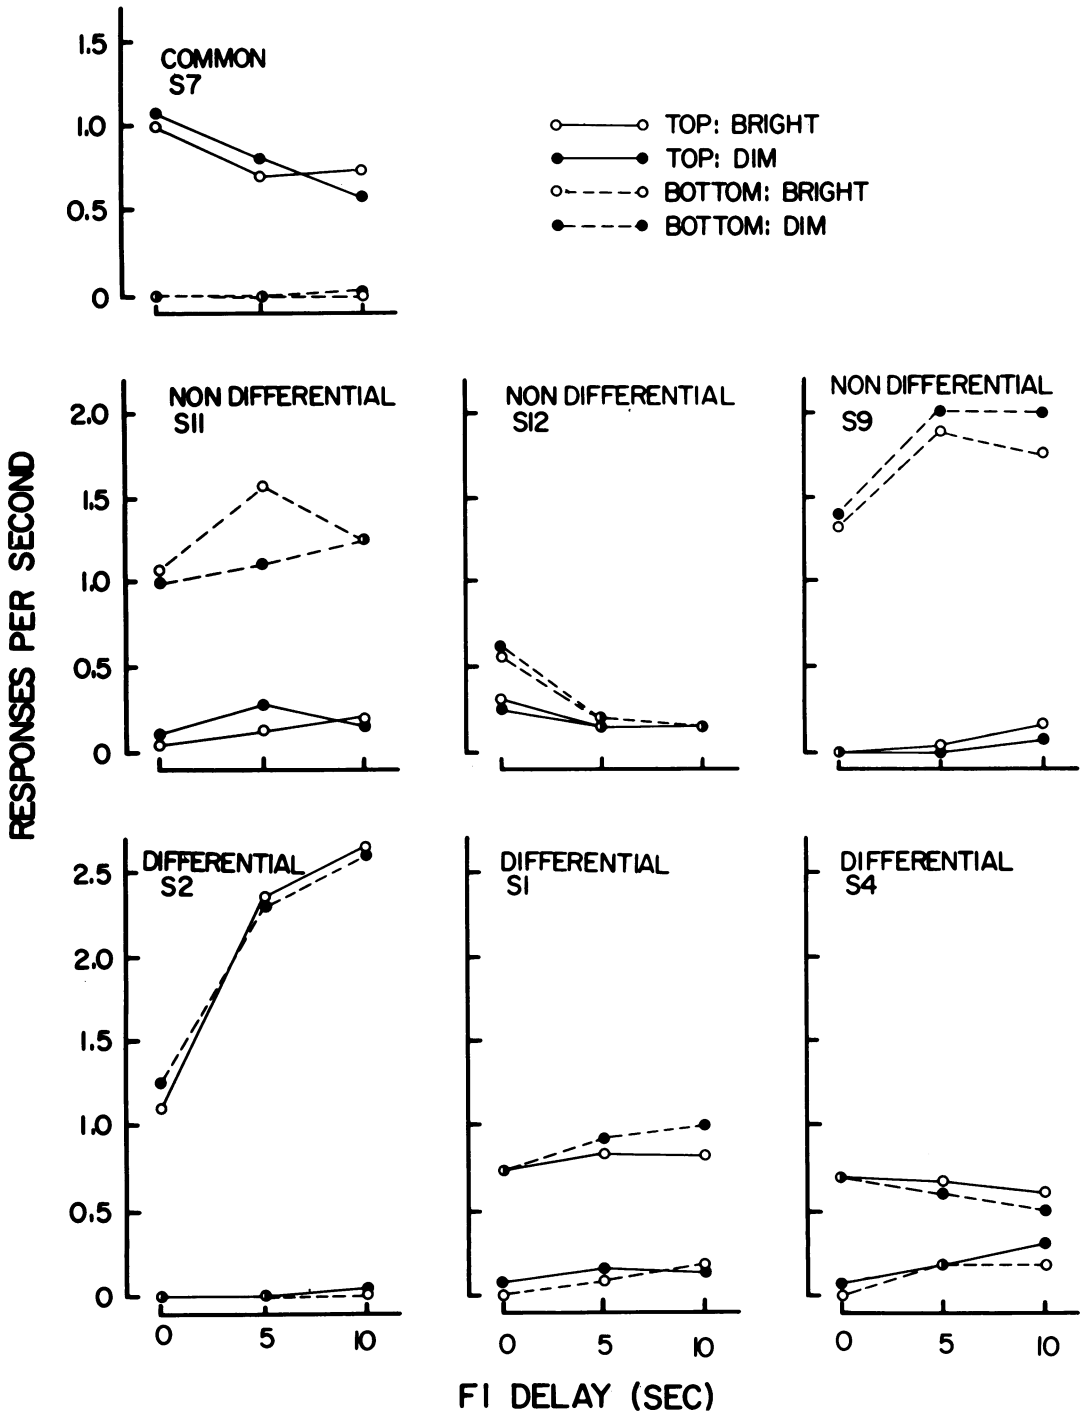 COMMON
S7
1.5
1.0
0.5
0
TOP: BRIGHT
TOP: DIM
BOTTOM: BRIGHT
BOTTOM: DIM
RESPONSES PER SECOND
NON DIFFERENTIAL
S11
2.0
1.5
1.0
0.5
0
NON DIFFERENTIAL
S12
NON DIFFERENTIAL
S9
DIFFERENTIAL
S2
2.5
2.0
1.5
1.0
0.5
0
0 5 10
DIFFERENTIAL
S1
0 5 10
DIFFERENTIAL
S4
0 5 10
FI DELAY (SEC)